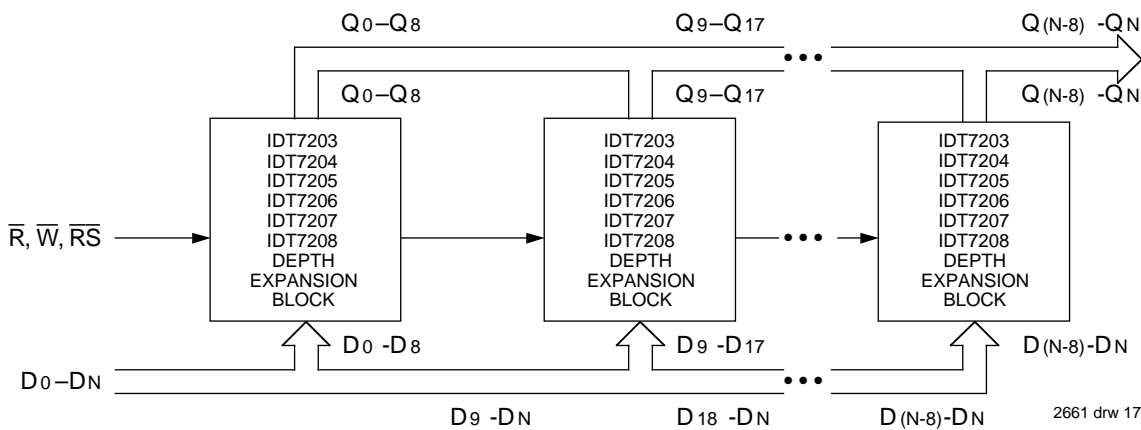 Q0–Q8 Q9–Q17 Q(N-8) -QN
Q0–Q8 Q9–Q17 Q(N-8) -QN
IDT7203
IDT7204
IDT7205
IDT7206
IDT7207
IDT7208
DEPTH
EXPANSION
BLOCK
IDT7203
IDT7204
IDT7205
IDT7206
IDT7207
IDT7208
DEPTH
EXPANSION
BLOCK
IDT7203
IDT7204
IDT7205
IDT7206
IDT7207
IDT7208
DEPTH
EXPANSION
BLOCK
R̅, W̅, R̅S̅
••• 
•••
D0 -D8 D9 -D17 D(N-8)-DN
D0–DN •••
D9 -DN D18 -DN D(N-8)-DN
2661 drw 17